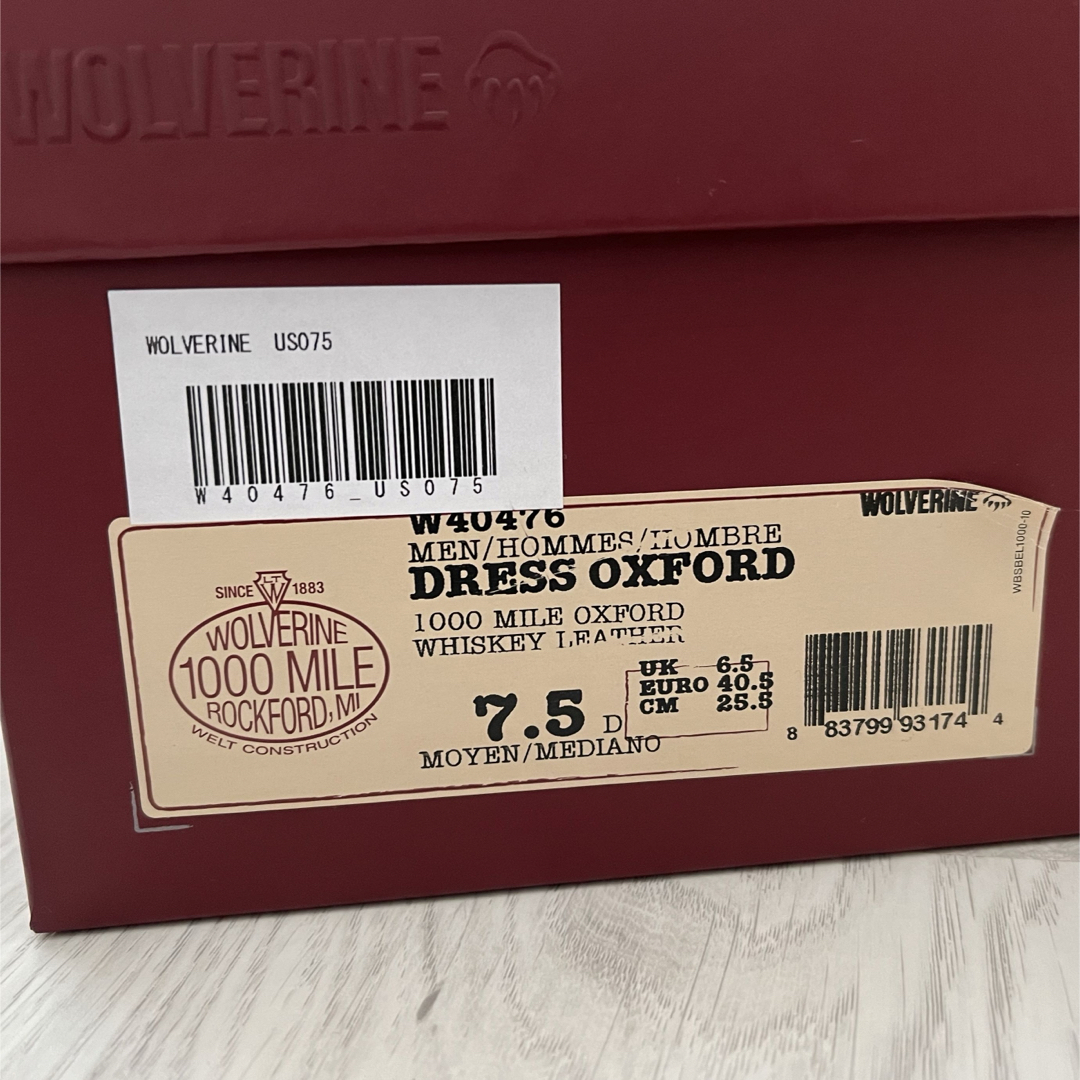 WOLVERINE
WOLVERINE US075
W40476_US075
W40476
MEN/HOMMES/HOMBRE
DRESS OXFORD
1000 MILE OXFORD
WHISKEY LEATHER
7.5 D
MOYEN/MEDIANO
UK 6.5
EURO 40.5
CM 25.5
SINCE 1883
LT
W
WOLVERINE
1000 MILE
ROCKFORD, MI
WELT CONSTRUCTION
WOLVERINE
WBSBEL1000-10
8 83799 93174 4